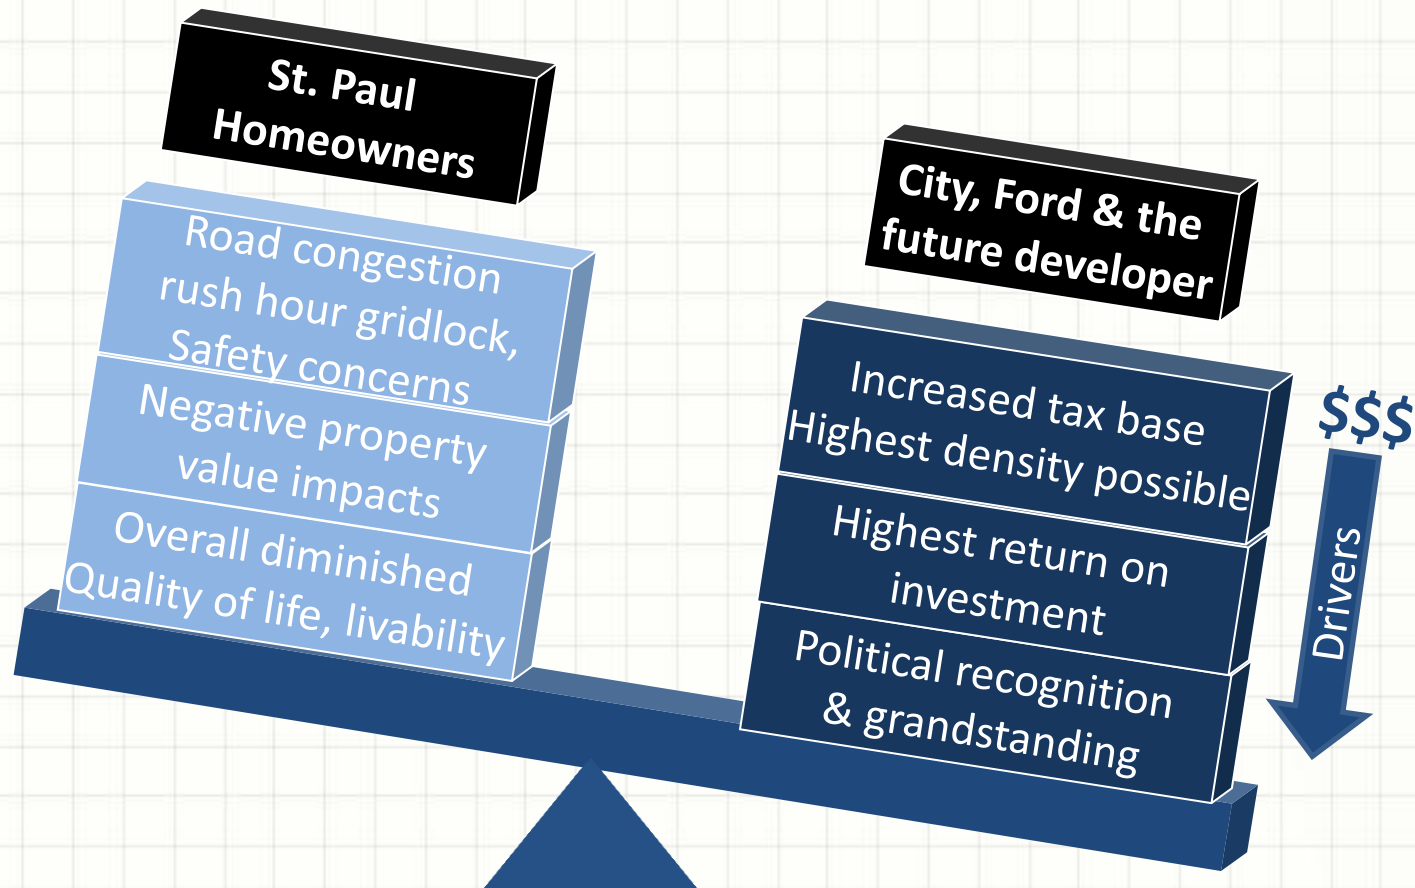 St. Paul
Homeowners
Road congestion
rush hour gridlock,
Safety concerns
Negative property
value impacts
Overall diminished
Quality of life, livability
City, Ford & the
future developer
Increased tax base
Highest density possible
Highest return on
investment
Political recognition
& grandstanding
$$$
Drivers